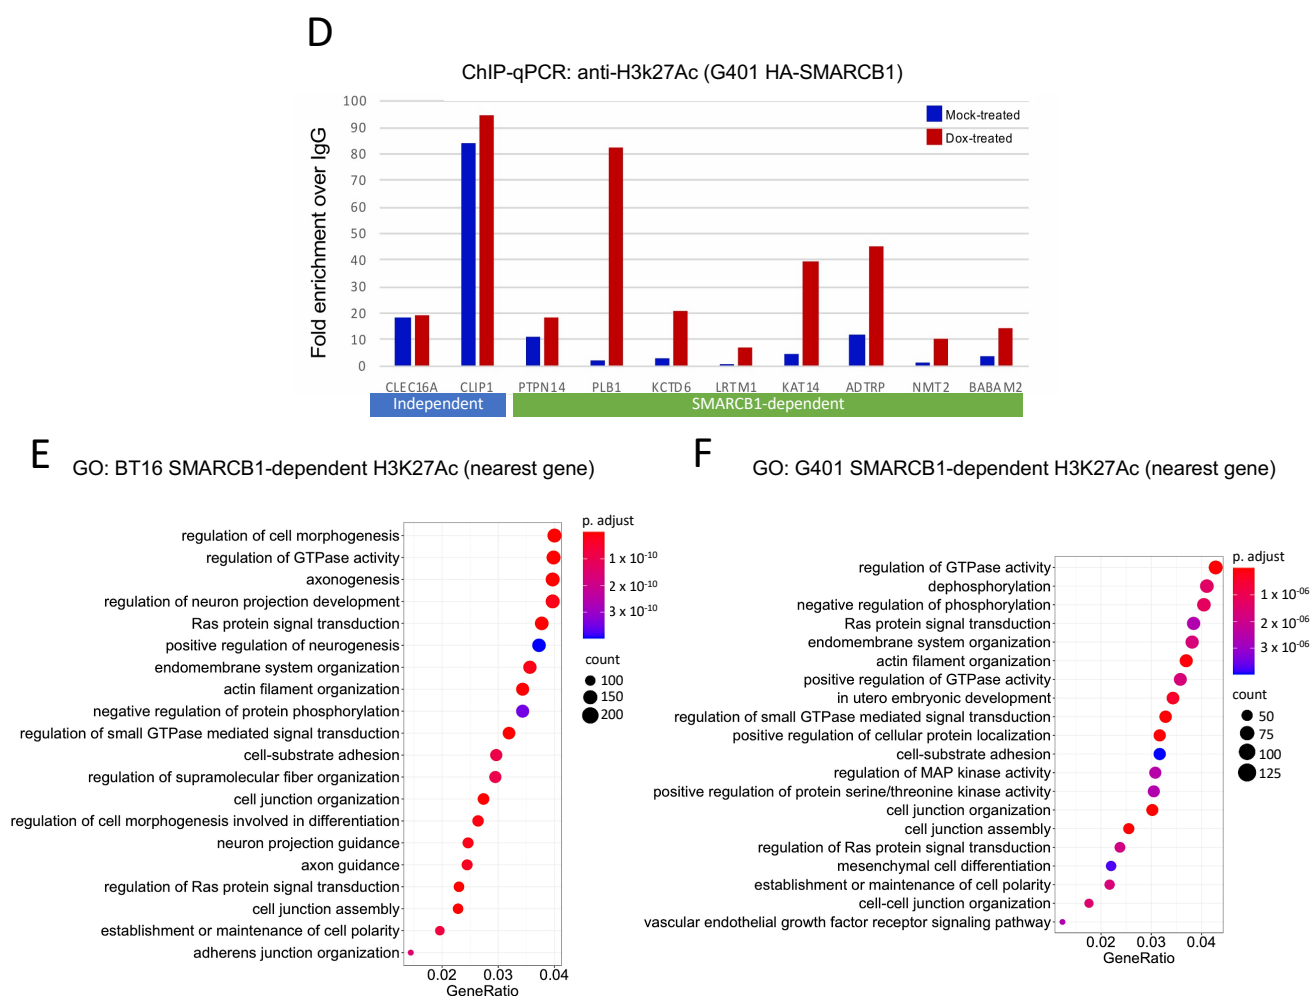 D
ChIP-qPCR: anti-H3k27Ac (G401 HA-SMARCB1)
Fold enrichment over IgG
100
90
80
70
60
50
40
30
20
10
0
Mock-treated
Dox-treated
CLEC16A CLIP1 PTPN14 PLB1 KCTD6 LRTM1 KAT14 ADTRP NMT2 BABAM2
Independent SMARCB1-dependent
E
GO: BT16 SMARCB1-dependent H3K27Ac (nearest gene)
regulation of cell morphogenesis
regulation of GTPase activity
axonogenesis
regulation of neuron projection development
Ras protein signal transduction
positive regulation of neurogenesis
endomembrane system organization
actin filament organization
negative regulation of protein phosphorylation
regulation of small GTPase mediated signal transduction
cell-substrate adhesion
regulation of supramolecular fiber organization
cell junction organization
regulation of cell morphogenesis involved in differentiation
neuron projection guidance
axon guidance
regulation of Ras protein signal transduction
cell junction assembly
establishment or maintenance of cell polarity
adherens junction organization
0.02 0.03 0.04
GeneRatio
p. adjust
1 x 10⁻¹⁰
2 x 10⁻¹⁰
3 x 10⁻¹⁰
count
100
150
200
F
GO: G401 SMARCB1-dependent H3K27Ac (nearest gene)
regulation of GTPase activity
dephosphorylation
negative regulation of phosphorylation
Ras protein signal transduction
endomembrane system organization
actin filament organization
positive regulation of GTPase activity
in utero embryonic development
regulation of small GTPase mediated signal transduction
positive regulation of cellular protein localization
cell-substrate adhesion
regulation of MAP kinase activity
positive regulation of protein serine/threonine kinase activity
cell junction organization
cell junction assembly
regulation of Ras protein signal transduction
mesenchymal cell differentiation
establishment or maintenance of cell polarity
cell-cell junction organization
vascular endothelial growth factor receptor signaling pathway
0.02 0.03 0.04
GeneRatio
p. adjust
1 x 10⁻⁰⁶
2 x 10⁻⁰⁶
3 x 10⁻⁰⁶
count
50
75
100
125